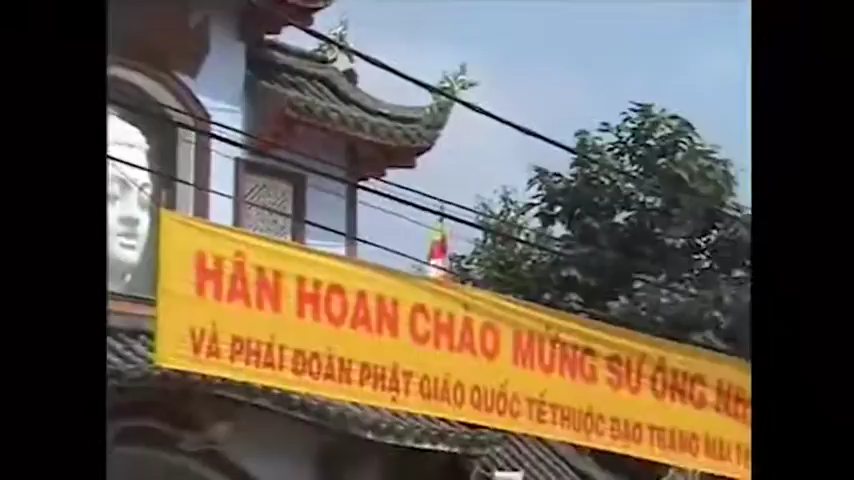 HÂN HOAN CHÀO MỪNG SƯ ÔNG
VÀ PHÁI ĐOÀN PHẬT GIÁO QUỐC TẾ THUỘC ĐẠO TRÀNG MAI